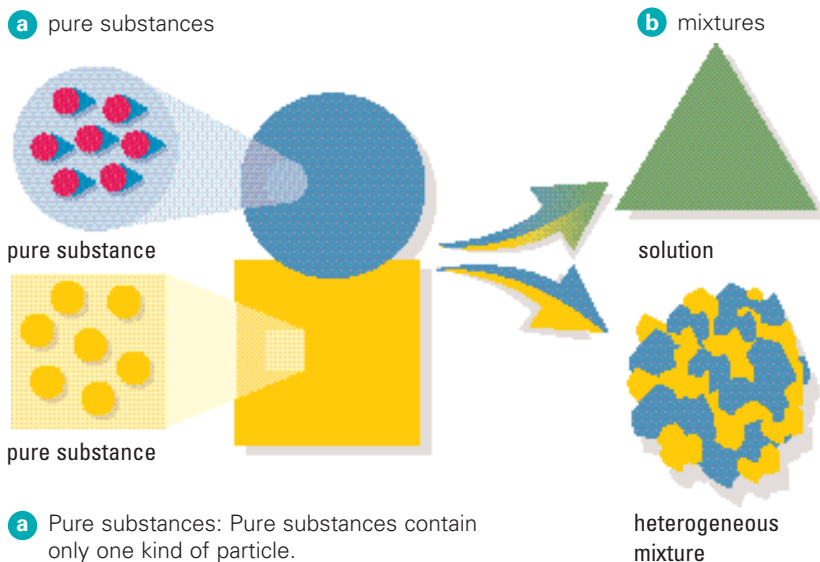 a pure substances
b mixtures
pure substance
solution
pure substance
a Pure substances: Pure substances contain
only one kind of particle.
heterogeneous
mixture